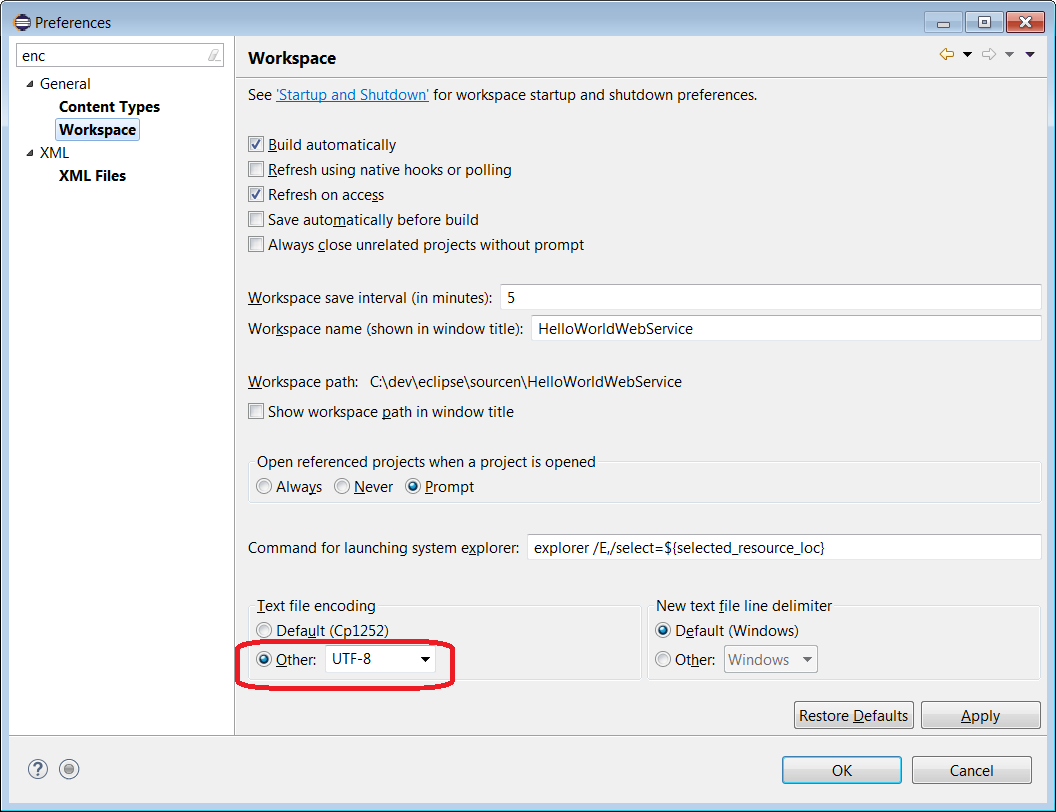 Preferences
enc
General
Content Types
Workspace
XML
XML Files
Workspace
See 'Startup and Shutdown' for workspace startup and shutdown preferences.
Build automatically
Refresh using native hooks or polling
Refresh on access
Save automatically before build
Always close unrelated projects without prompt
Workspace save interval (in minutes): 5
Workspace name (shown in window title): HelloWorldWebService
Workspace path: C:\dev\eclipse\sourcen\HelloWorldWebService
Show workspace path in window title
Open referenced projects when a project is opened
Always Never Prompt
Command for launching system explorer: explorer /E,/select=${selected_resource_loc}
Text file encoding
Default (Cp1252)
Other: UTF-8
New text file line delimiter
Default (Windows)
Other: Windows
Restore Defaults Apply
? OK Cancel